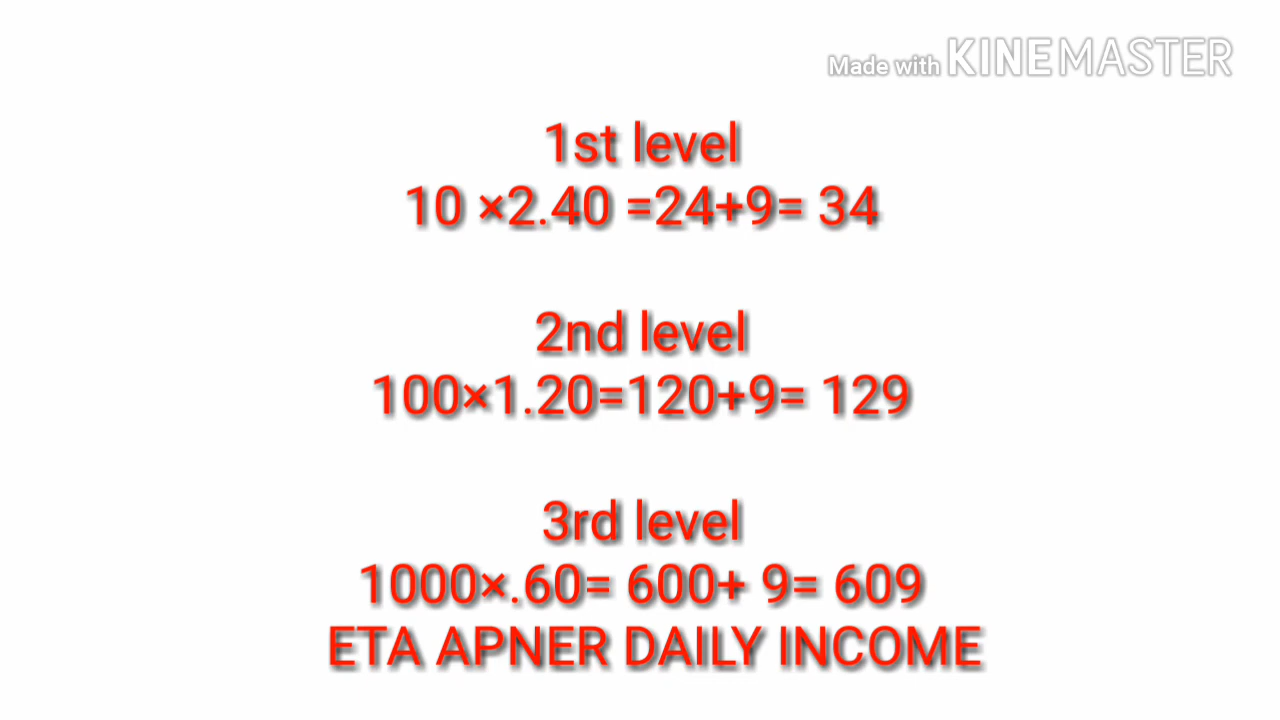 Made with KINEMASTER
1st level
10 ×2.40 =24+9= 34
2nd level
100×1.20=120+9= 129
3rd level
1000×.60= 600+ 9= 609
ETA APNER DAILY INCOME